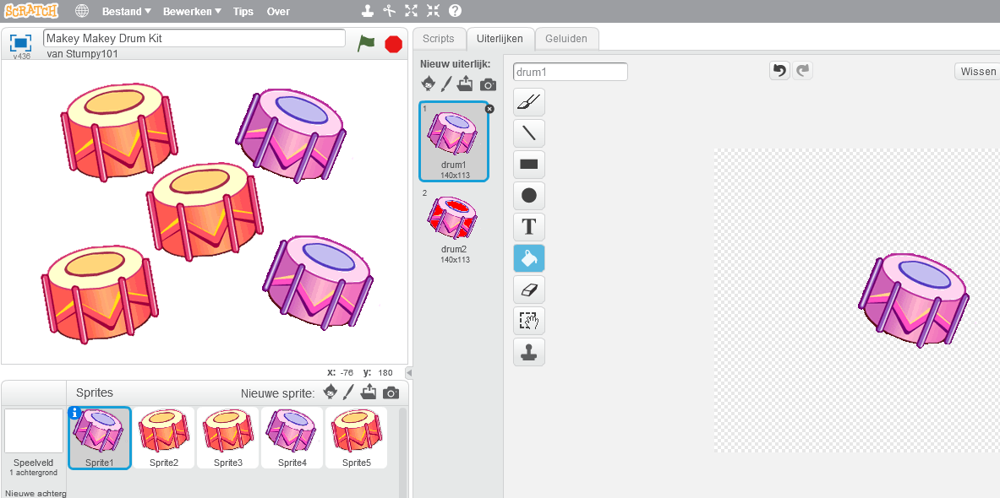 SCRATCH
Bestand Bewerken Tips Over
v436
Makey Makey Drum Kit
van Stumpy101
Scripts Uiterlijken Geluiden
Nieuw uiterlijk:
drum1
Wissen
1
drum1
140x113
2
drum2
140x113
T
x: -76 y: 180
Sprites Nieuwe sprite:
Speelveld
1 achtergrond
Nieuwe achterg
Sprite1 Sprite2 Sprite3 Sprite4 Sprite5